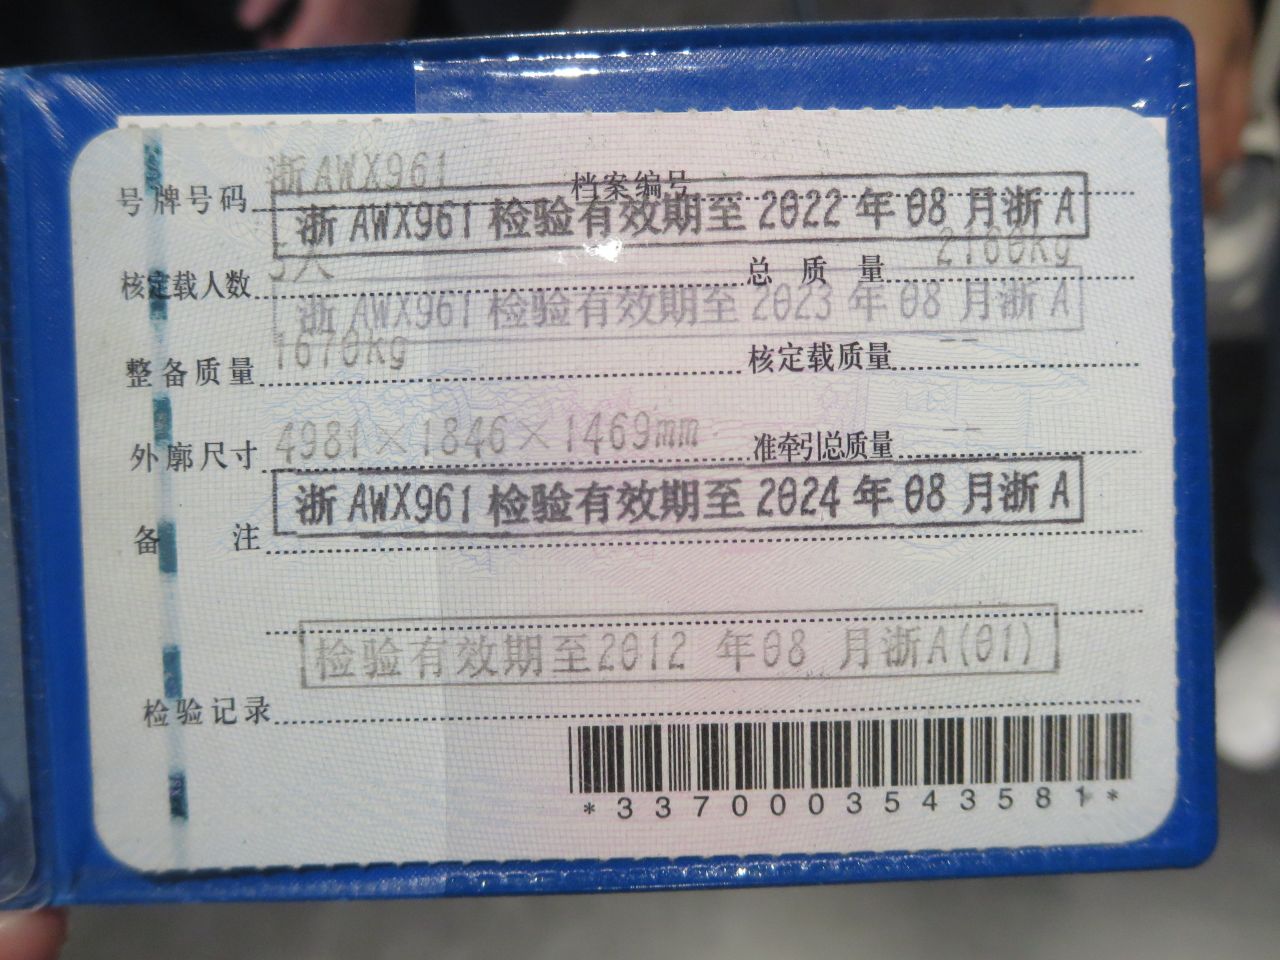 号牌号码 浙AWX961 档案编号
浙AWX961检验有效期至2022年08月浙A
核定载人数 5人 总质量 2160kg
浙AWX961检验有效期至2023年08月浙A
整备质量 1670kg 核定载质量 --
外廓尺寸 4981×1846×1469mm 准牵引总质量 --
浙AWX961检验有效期至2024年08月浙A
备注
检验有效期至2012 年08 月浙A(01)
检验记录
*3370003543581*